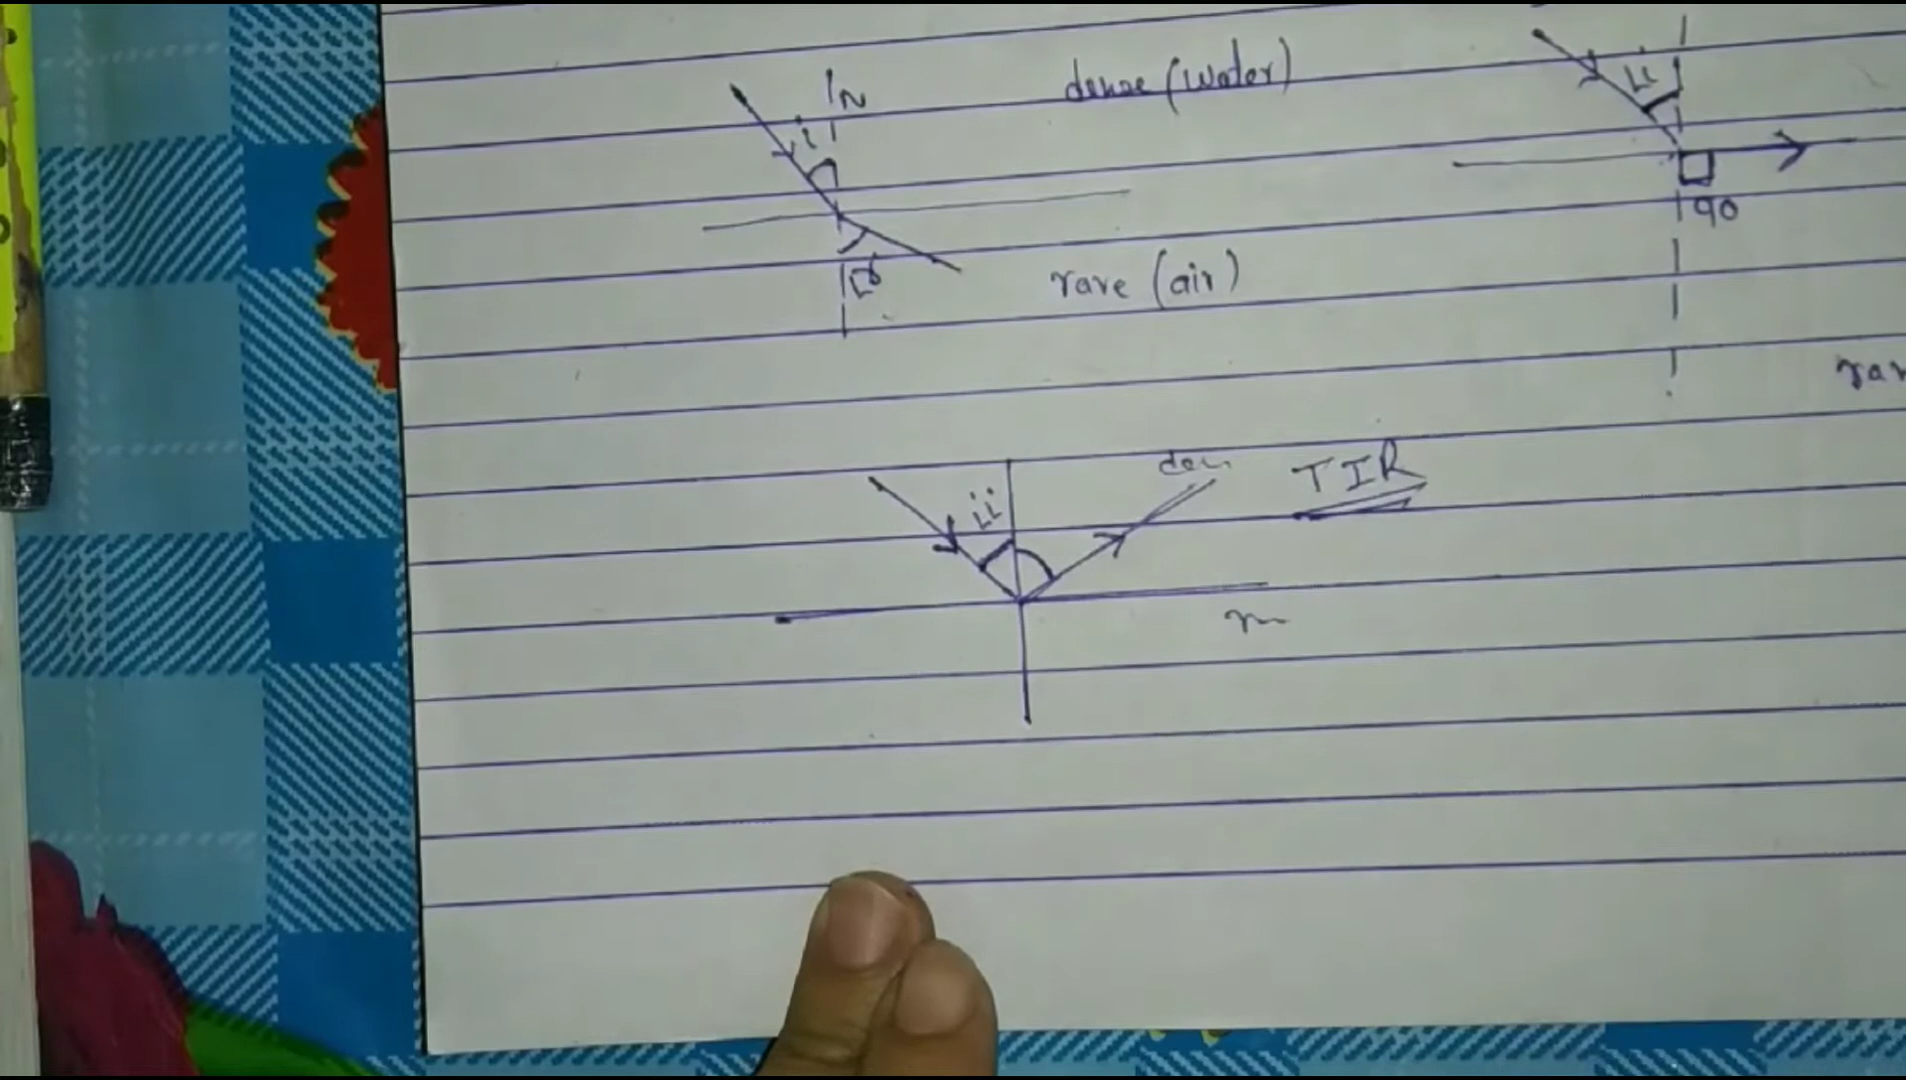 N
i
dense (Water)
∠i
90
∠r
rare (air)
rar
∠i
den
TIR